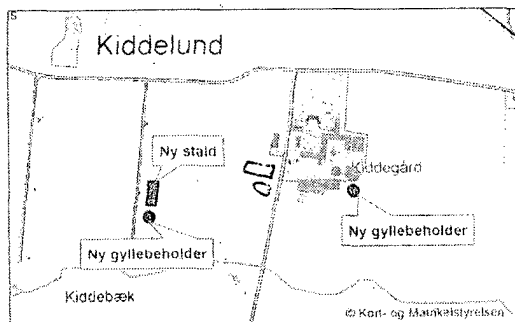 Kiddelund
Ny stald
Kiddegård
Ny gyllebeholder
Ny gyllebeholder
Kiddebæk
© Kort- og Matrikelstyrelsen